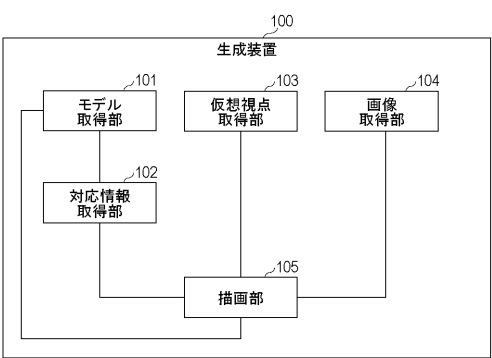 100
生成装置
101
モデル
取得部
103
仮想視点
取得部
104
画像
取得部
102
対応情報
取得部
105
描画部